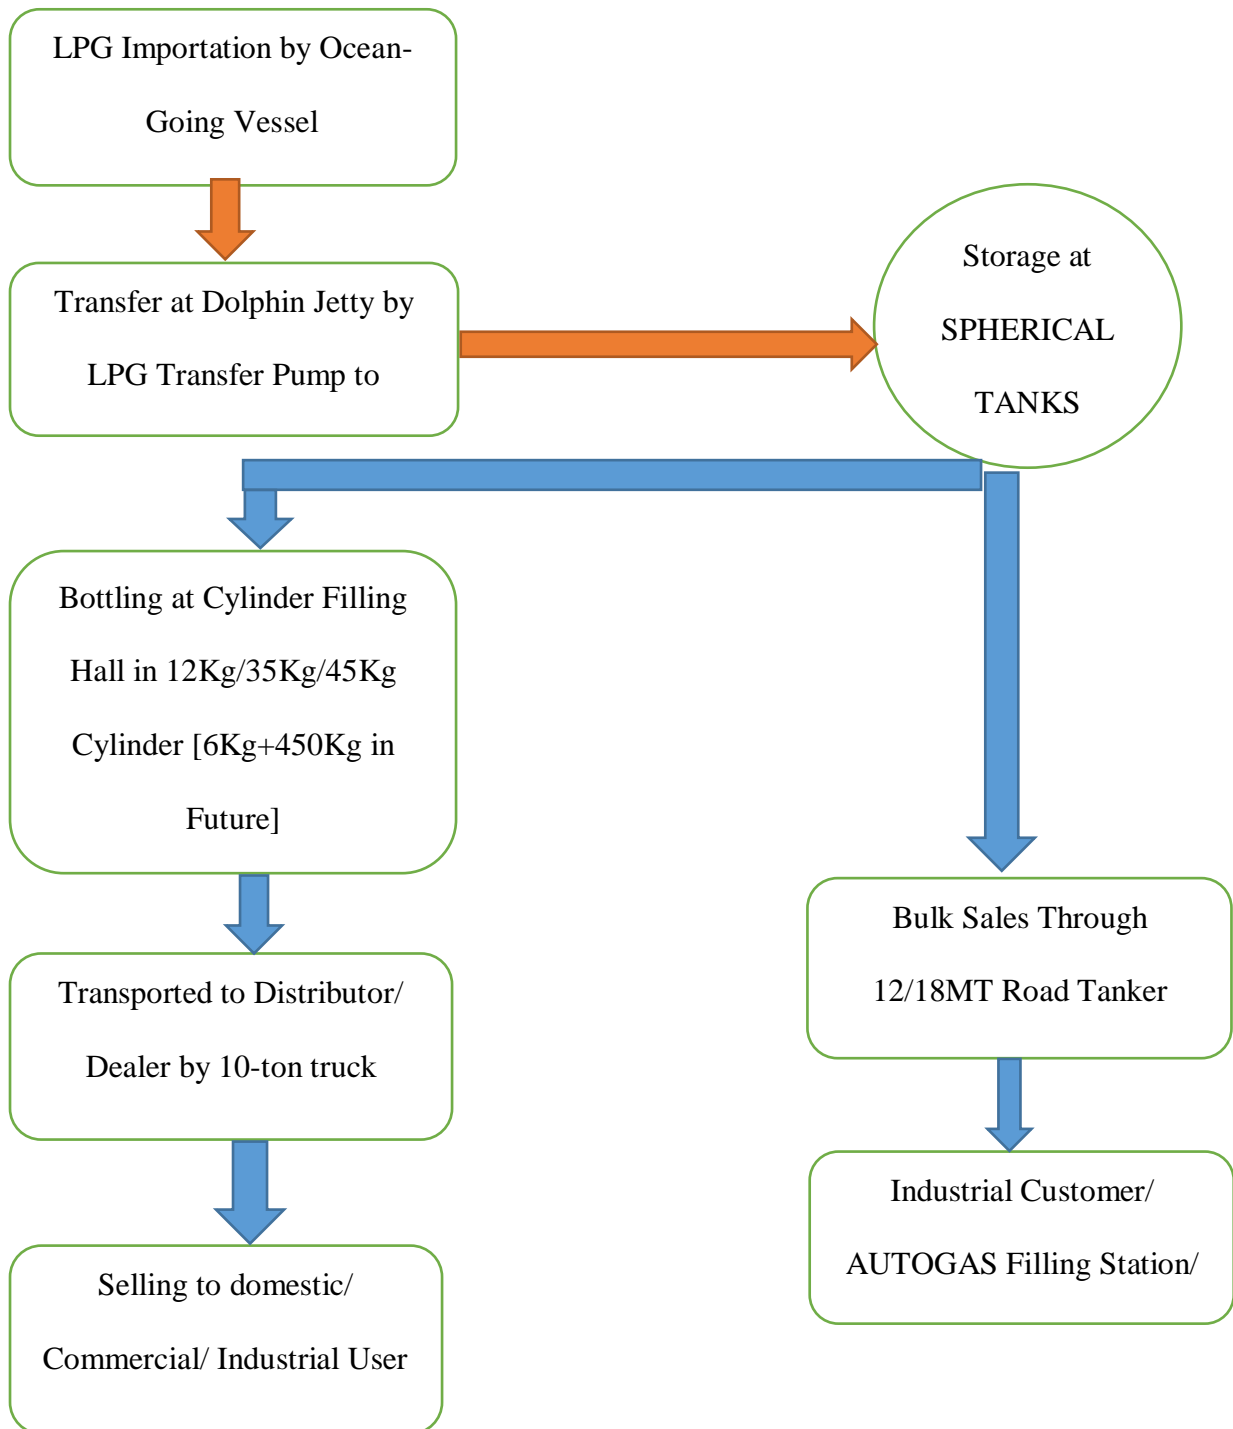 LPG Importation by Ocean-
Going Vessel
Transfer at Dolphin Jetty by
LPG Transfer Pump to
Storage at
SPHERICAL
TANKS
Bottling at Cylinder Filling
Hall in 12Kg/35Kg/45Kg
Cylinder [6Kg+450Kg in
Future]
Transported to Distributor/
Dealer by 10-ton truck
Selling to domestic/
Commercial/ Industrial User
Bulk Sales Through
12/18MT Road Tanker
Industrial Customer/
AUTOGAS Filling Station/